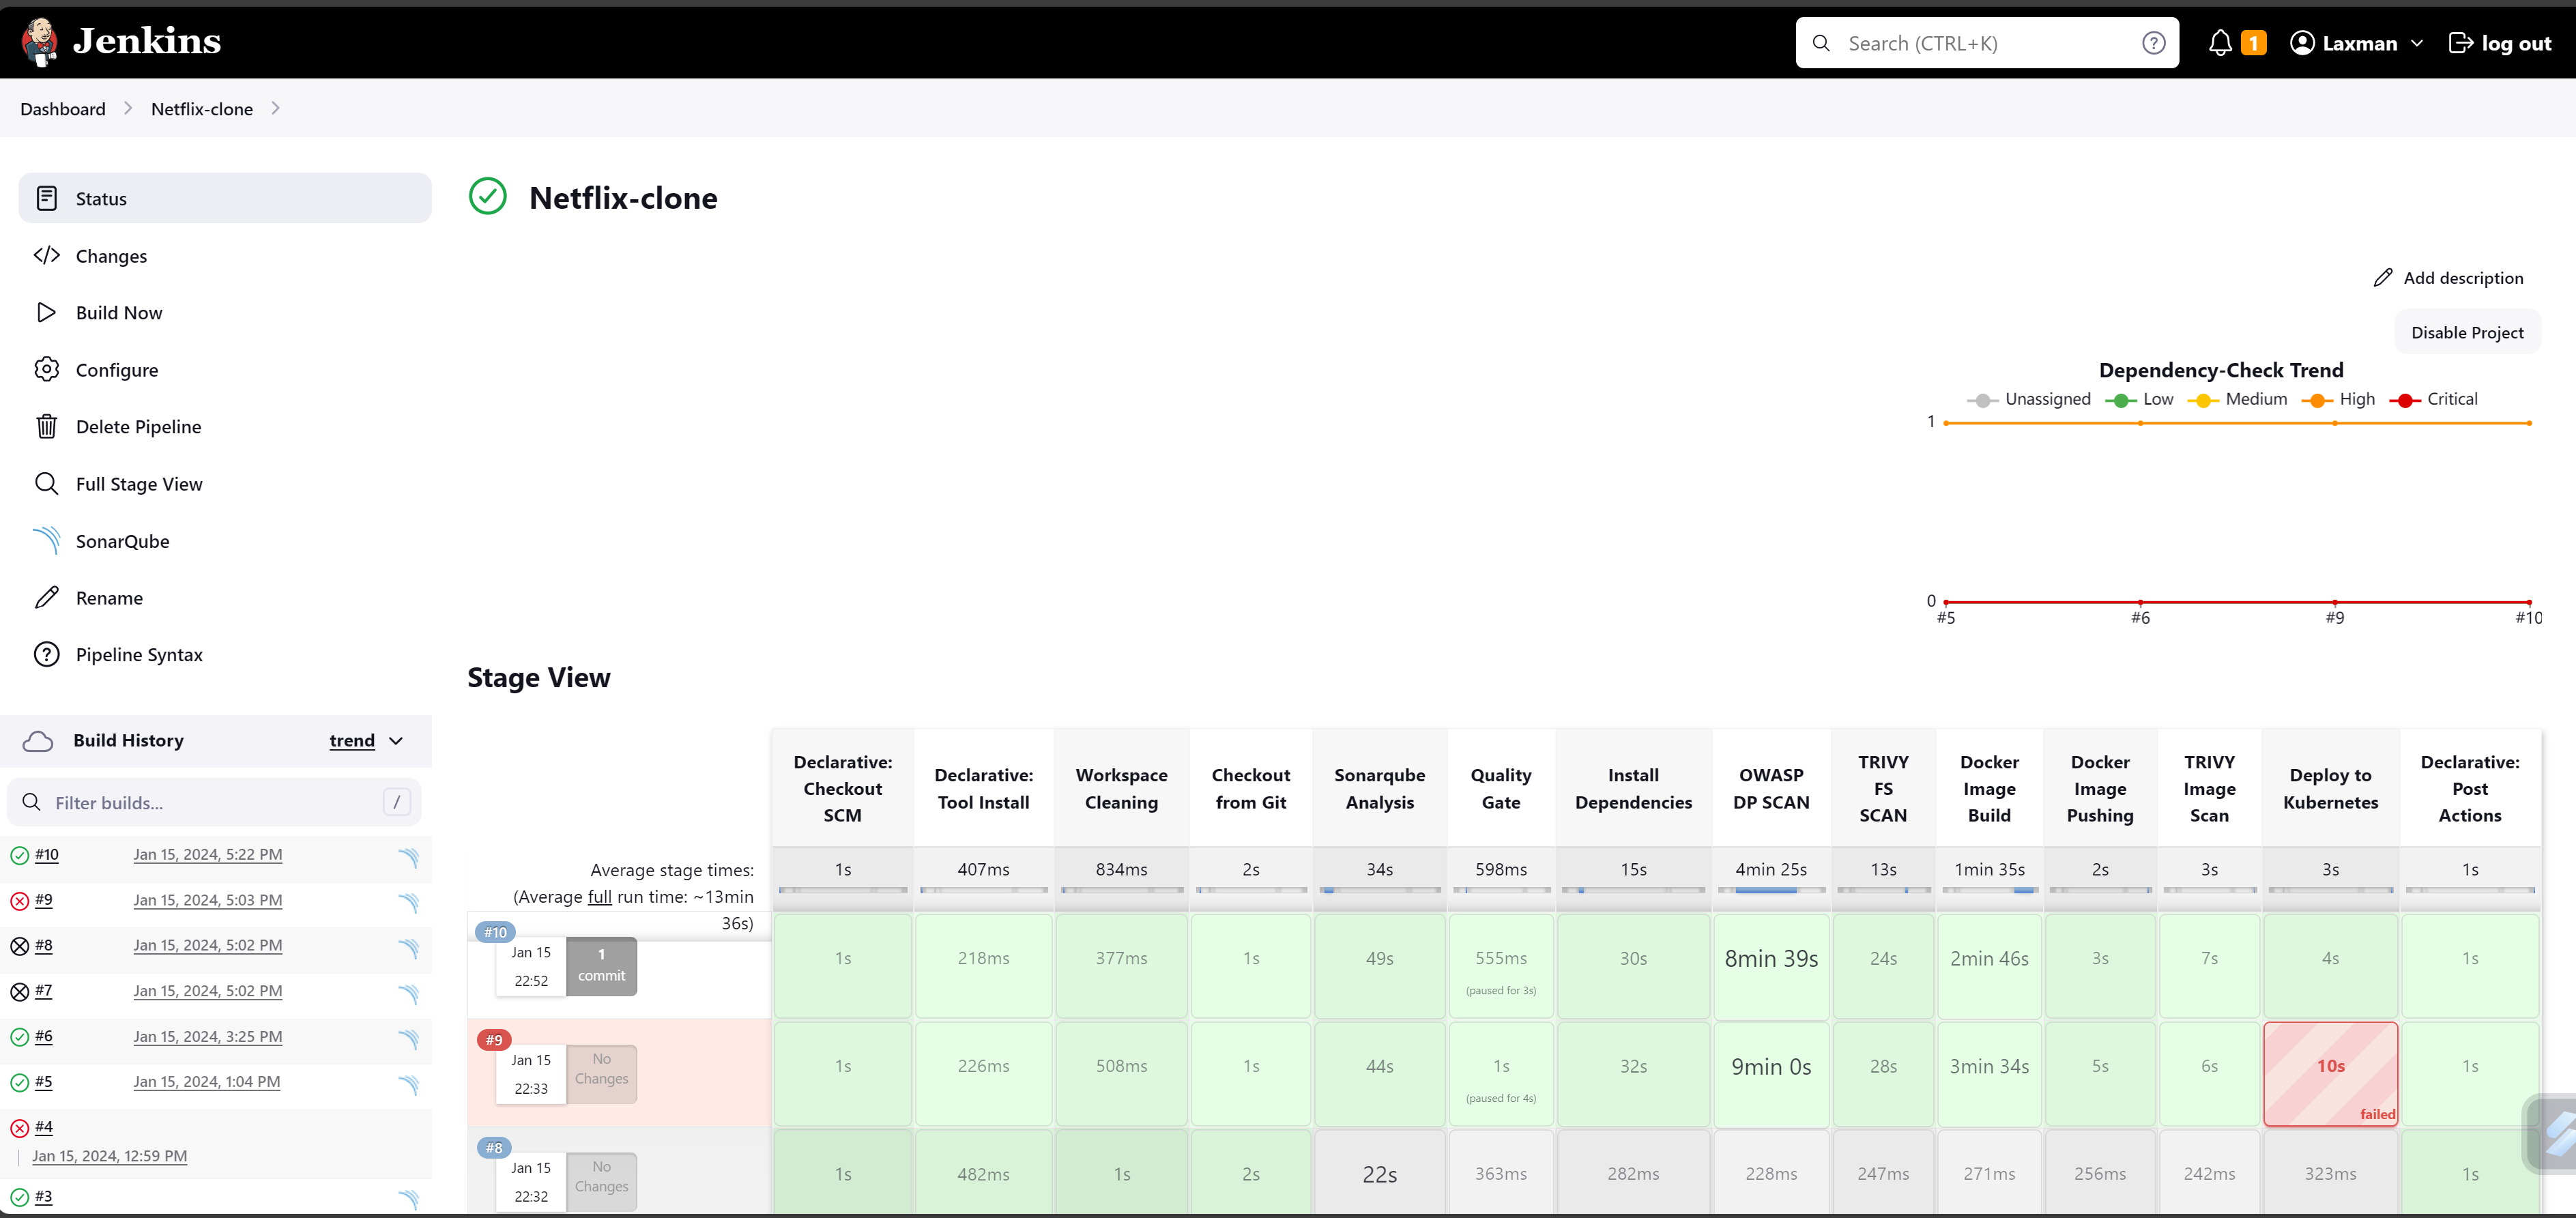 Jenkins
Search (CTRL+K)
?
1
Laxman
log out
Dashboard
Netflix-clone
Status
Changes
Build Now
Configure
Delete Pipeline
Full Stage View
SonarQube
Rename
?
Pipeline Syntax
Build History
trend
Filter builds...
/
#10
Jan 15, 2024, 5:22 PM
#9
Jan 15, 2024, 5:03 PM
#8
Jan 15, 2024, 5:02 PM
#7
Jan 15, 2024, 5:02 PM
#6
Jan 15, 2024, 3:25 PM
#5
Jan 15, 2024, 1:04 PM
#4
Jan 15, 2024, 12:59 PM
#3
Netflix-clone
Add description
Disable Project
Dependency-Check Trend
Unassigned Low Medium High Critical
1
0
#5 #6 #9 #10
Stage View
Declarative: Checkout SCM
Declarative: Tool Install
Workspace Cleaning
Checkout from Git
Sonarqube Analysis
Quality Gate
Install Dependencies
OWASP DP SCAN
TRIVY FS SCAN
Docker Image Build
Docker Image Pushing
TRIVY Image Scan
Deploy to Kubernetes
Declarative: Post Actions
Average stage times:
(Average full run time: ~13min
36s)
1s 407ms 834ms 2s 34s 598ms 15s 4min 25s 13s 1min 35s 2s 3s 3s 1s
#10
Jan 15
22:52
1
commit
1s 218ms 377ms 1s 49s 555ms 30s 8min 39s 24s 2min 46s 3s 7s 4s 1s
(paused for 3s)
#9
Jan 15
22:33
No
Changes
1s 226ms 508ms 1s 44s 1s 32s 9min 0s 28s 3min 34s 5s 6s 10s 1s
(paused for 4s)
failed
#8
Jan 15
22:32
No
Changes
1s 482ms 1s 2s 22s 363ms 282ms 228ms 247ms 271ms 256ms 242ms 323ms 1s